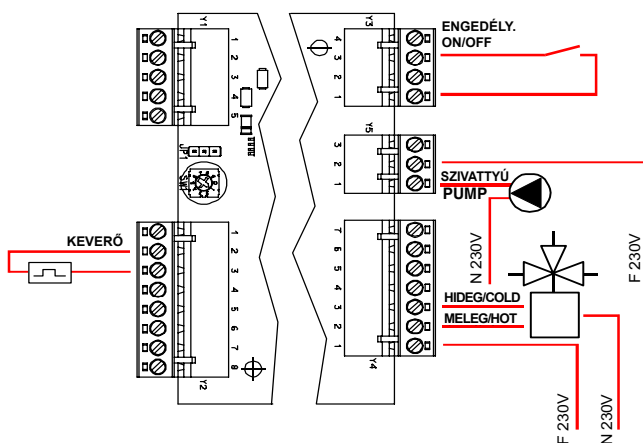 Y1
1
2
3
4
5
JP1
SW1
KEVERŐ
1
2
3
4
5
6
7
8
Y2
Y3
4
3
2
1
ENGEDÉLY.
ON/OFF
Y5
3
2
1
SZIVATTYÚ
PUMP
N 230V
F 230V
7
6
5
4
3
2
1
Y4
HIDEG/COLD
MELEG/HOT
F 230V
N 230V